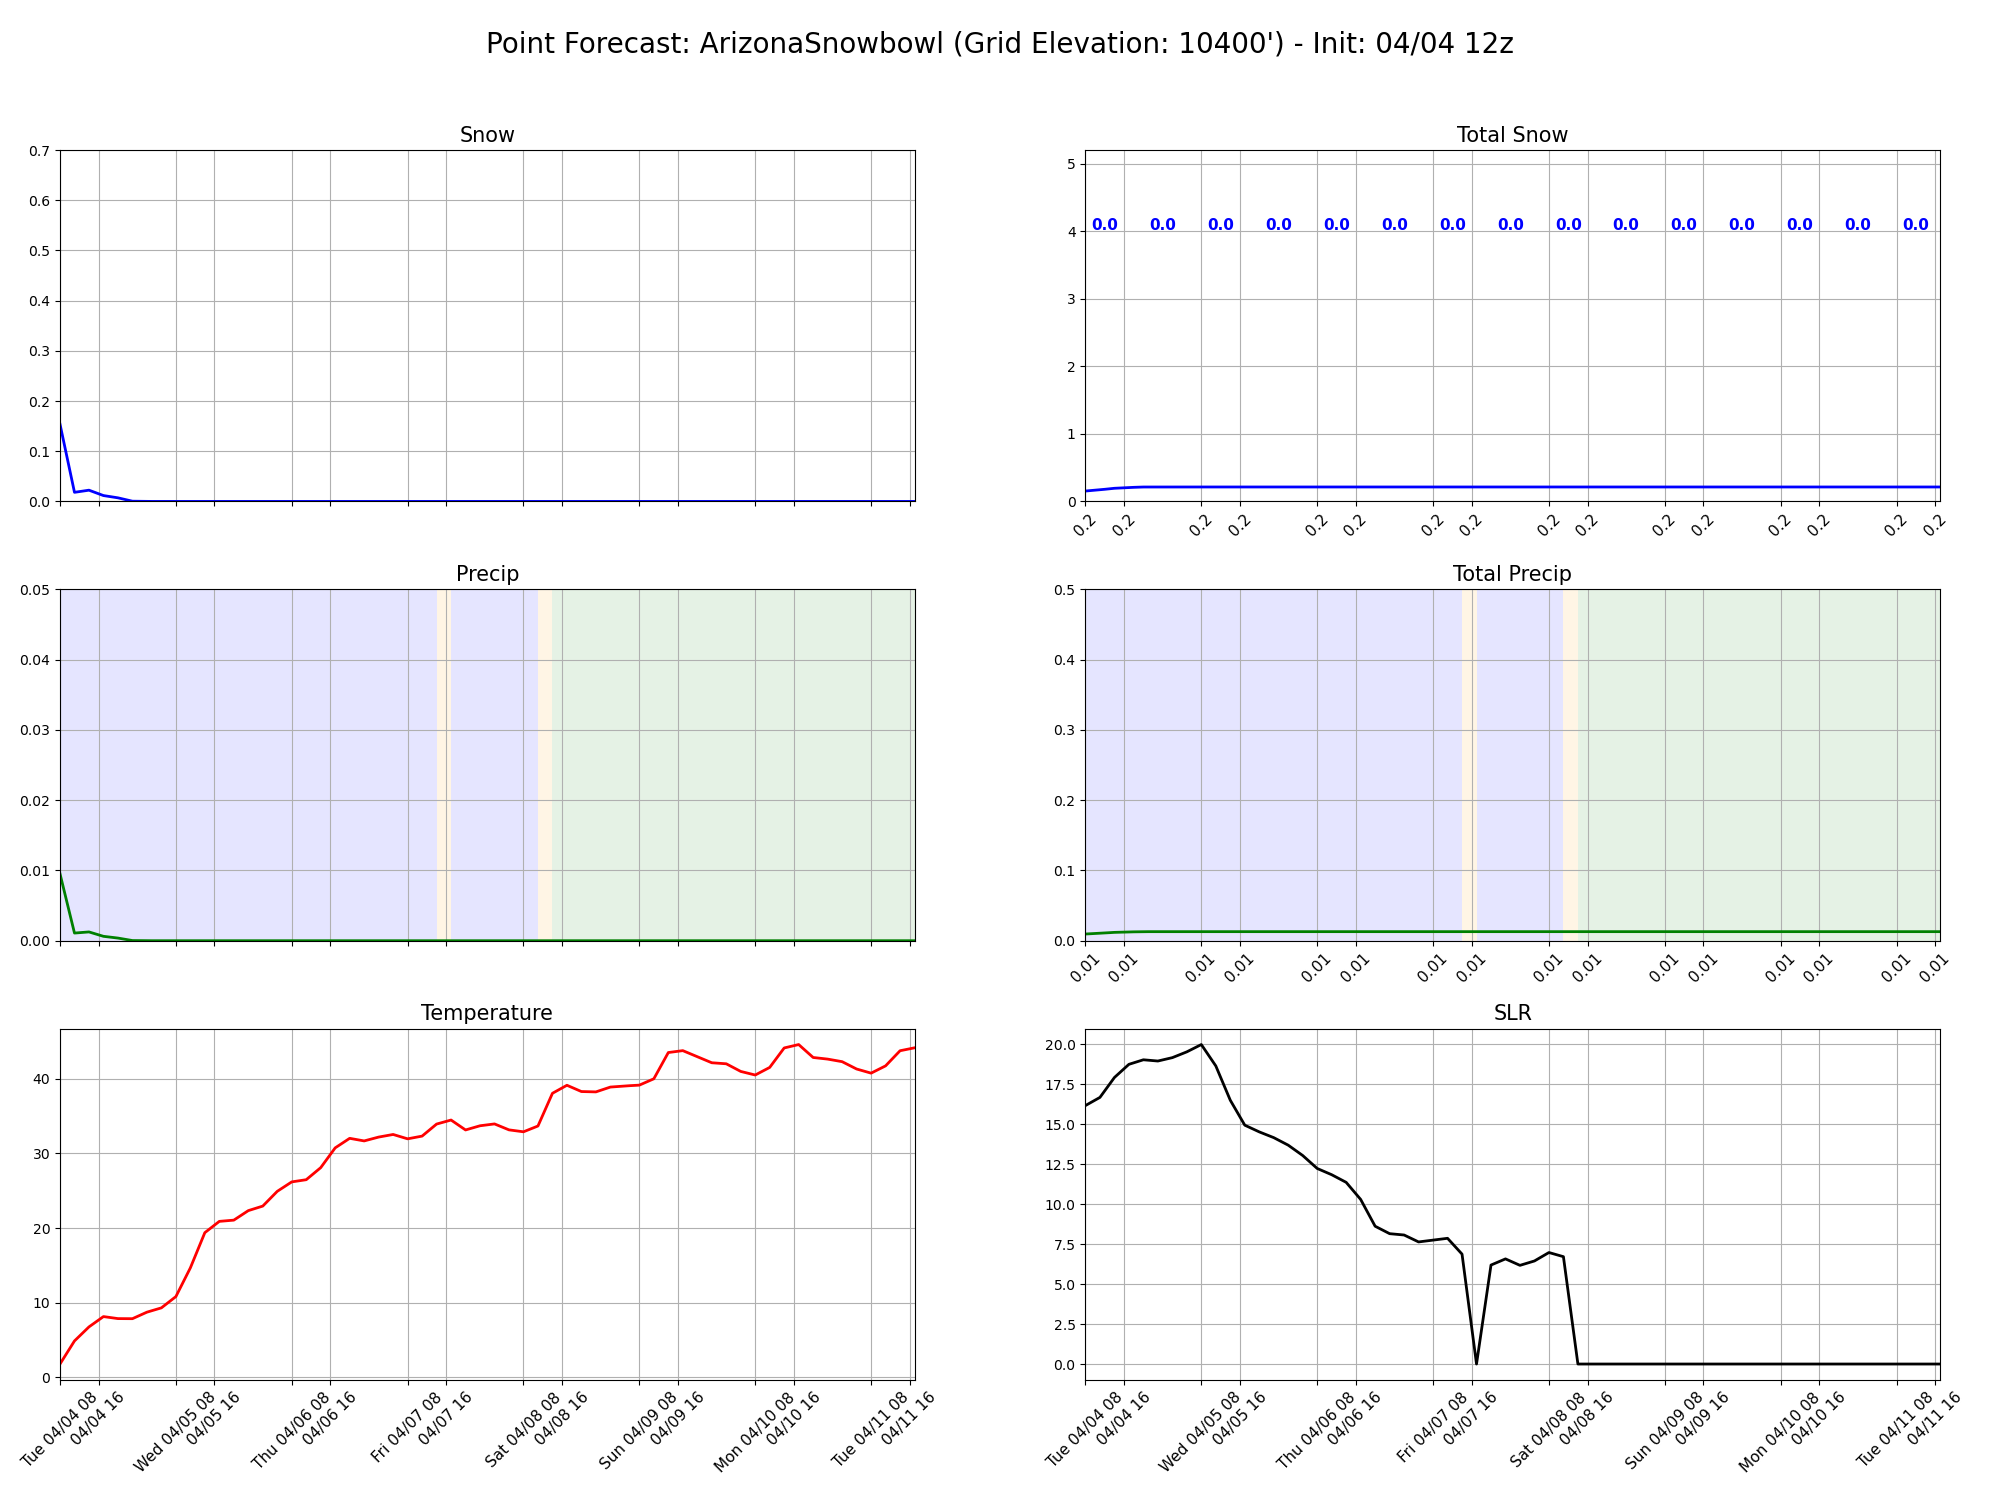 Point Forecast: ArizonaSnowbowl (Grid Elevation: 10400') - Init: 04/04 12z
Snow
0.7
0.6
0.5
0.4
0.3
0.2
0.1
0.0
Total Snow
5
4
3
2
1
0
0.0 0.0 0.0 0.0 0.0 0.0 0.0 0.0 0.0 0.0 0.0 0.0 0.0 0.0 0.0
0.2 0.2 0.2 0.2 0.2 0.2 0.2 0.2 0.2 0.2 0.2 0.2 0.2 0.2 0.2 0.2
Precip
0.05
0.04
0.03
0.02
0.01
0.00
Total Precip
0.5
0.4
0.3
0.2
0.1
0.0
0.01 0.01 0.01 0.01 0.01 0.01 0.01 0.01 0.01 0.01 0.01 0.01 0.01 0.01 0.01 0.01
Temperature
40
30
20
10
0
Tue 04/04 08
04/04 16
Wed 04/05 08
04/05 16
Thu 04/06 08
04/06 16
Fri 04/07 08
04/07 16
Sat 04/08 08
04/08 16
Sun 04/09 08
04/09 16
Mon 04/10 08
04/10 16
Tue 04/11 08
04/11 16
SLR
20.0
17.5
15.0
12.5
10.0
7.5
5.0
2.5
0.0
Tue 04/04 08
04/04 16
Wed 04/05 08
04/05 16
Thu 04/06 08
04/06 16
Fri 04/07 08
04/07 16
Sat 04/08 08
04/08 16
Sun 04/09 08
04/09 16
Mon 04/10 08
04/10 16
Tue 04/11 08
04/11 16